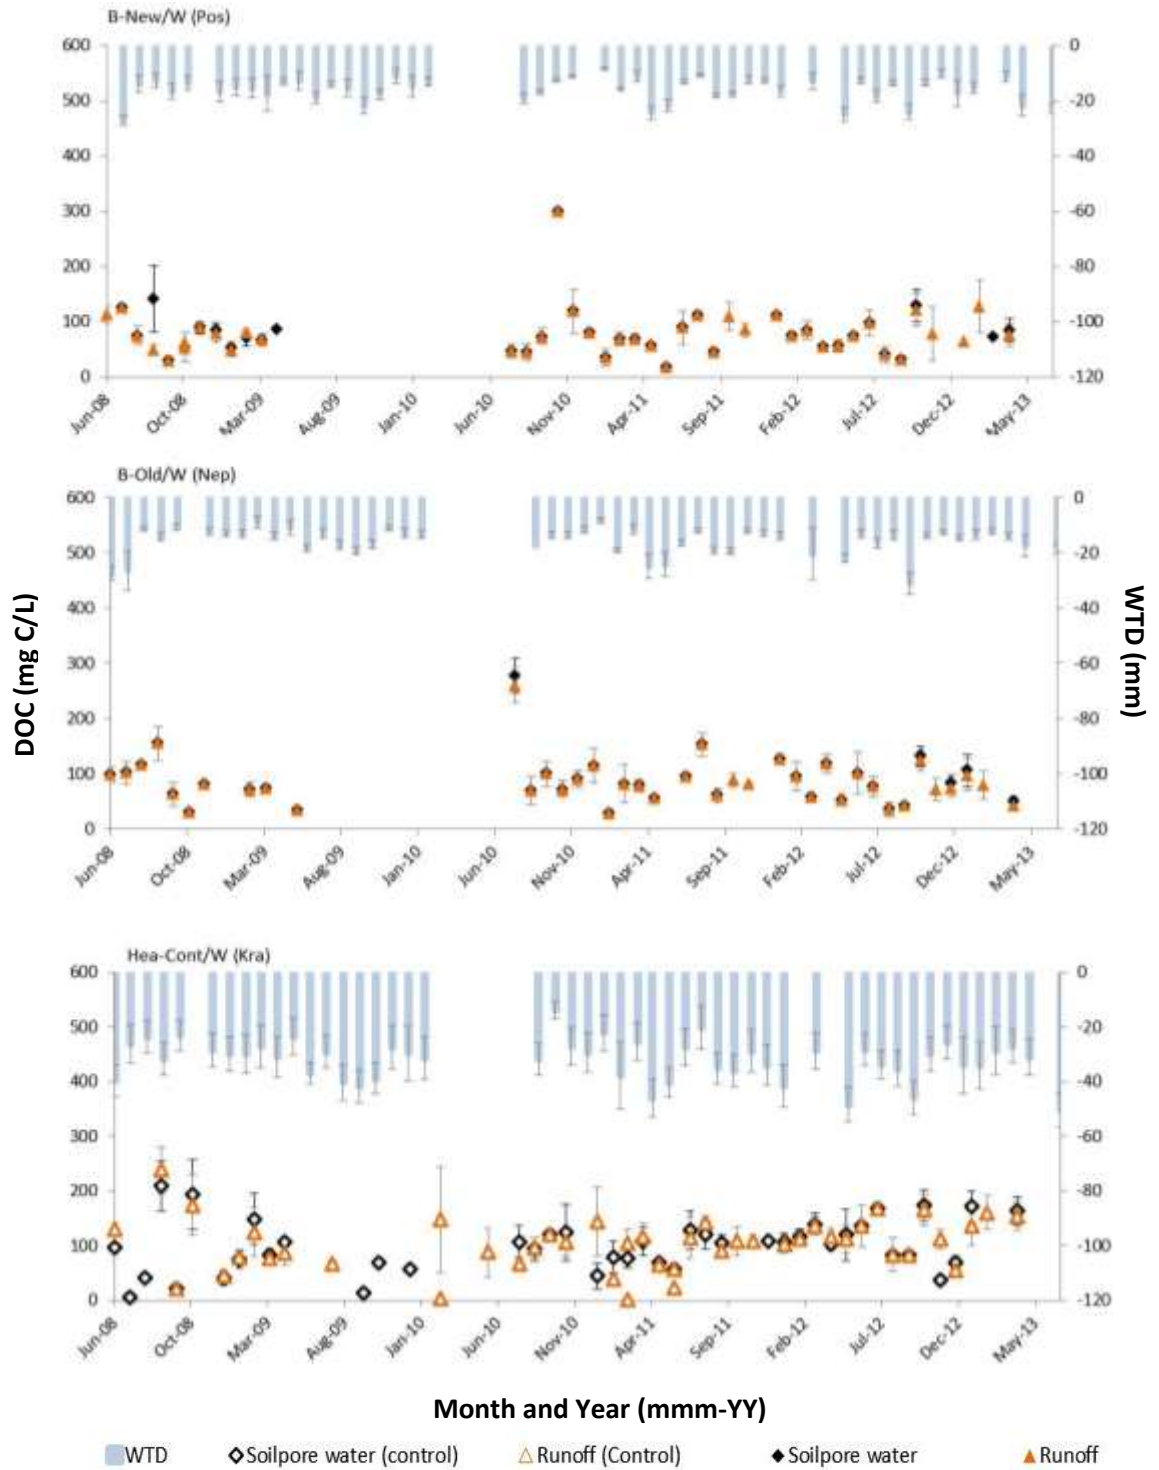 B-New/W (Pos)
600 0
500 -20
400 -40
300 -60
200 -80
100 -100
0 -120
Jun-08 Oct-08 Mar-09 Aug-09 Jan-10 Jun-10 Nov-10 Apr-11 Sep-11 Feb-12 Jul-12 Dec-12 May-13
B-Old/W (Nep)
600 0
500 -20
400 -40
300 -60
200 -80
100 -100
0 -120
Jun-08 Oct-08 Mar-09 Aug-09 Jan-10 Jun-10 Nov-10 Apr-11 Sep-11 Feb-12 Jul-12 Dec-12 May-13
DOC (mg C/L)
WTD (mm)
Hea-Cont/W (Kra)
600 0
500 -20
400 -40
300 -60
200 -80
100 -100
0 -120
Jun-08 Oct-08 Mar-09 Aug-09 Jan-10 Jun-10 Nov-10 Apr-11 Sep-11 Feb-12 Jul-12 Dec-12 May-13
Month and Year (mmm-YY)
WTD Soilpore water (control) Runoff (Control) Soilpore water Runoff